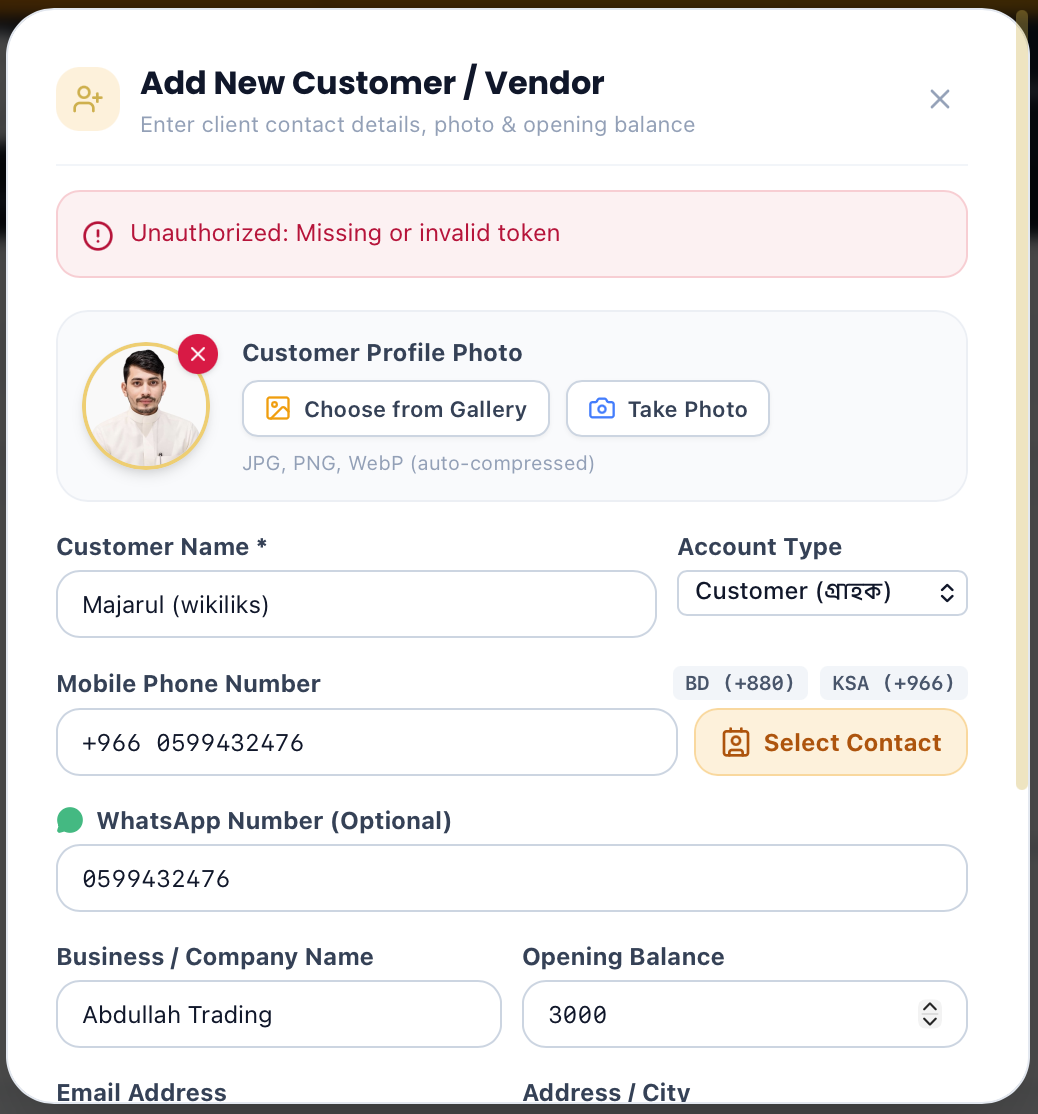 Add New Customer / Vendor
Enter client contact details, photo & opening balance
Unauthorized: Missing or invalid token
Customer Profile Photo
Choose from Gallery
Take Photo
JPG, PNG, WebP (auto-compressed)
Customer Name *
Account Type
Majarul (wikiliks)
Customer (গ্রাহক)
Mobile Phone Number
BD (+880)
KSA (+966)
+966 0599432476
Select Contact
WhatsApp Number (Optional)
0599432476
Business / Company Name
Opening Balance
Abdullah Trading
3000
Email Address
Address / City